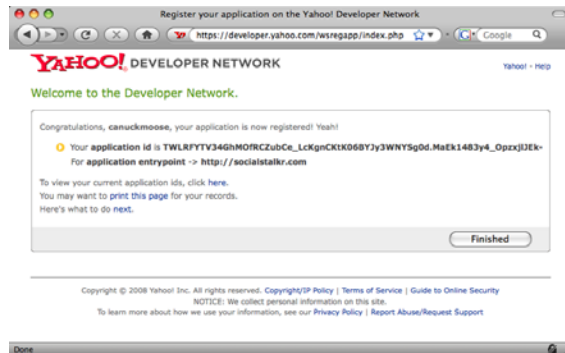 Register your application on the Yahoo! Developer Network
https://developer.yahoo.com/wsregapp/index.php
Google
YAHOO! DEVELOPER NETWORK
Yahoo! - Help
Welcome to the Developer Network.
Congratulations, canuckmoose, your application is now registered! Yeah!
Your application id is TWLRFYTV34GhMOfRCZubCe_LcKgnCKtK06BYJy3WNYSg0d.MaEk1483y4_OpzxjIJEk-
For application entrypoint -> http://socialstalkr.com
To view your current application ids, click here.
You may want to print this page for your records.
Here's what to do next.
Finished
Copyright © 2008 Yahoo! Inc. All rights reserved. Copyright/IP Policy | Terms of Service | Guide to Online Security
NOTICE: We collect personal information on this site.
To learn more about how we use your information, see our Privacy Policy | Report Abuse/Request Support
Done